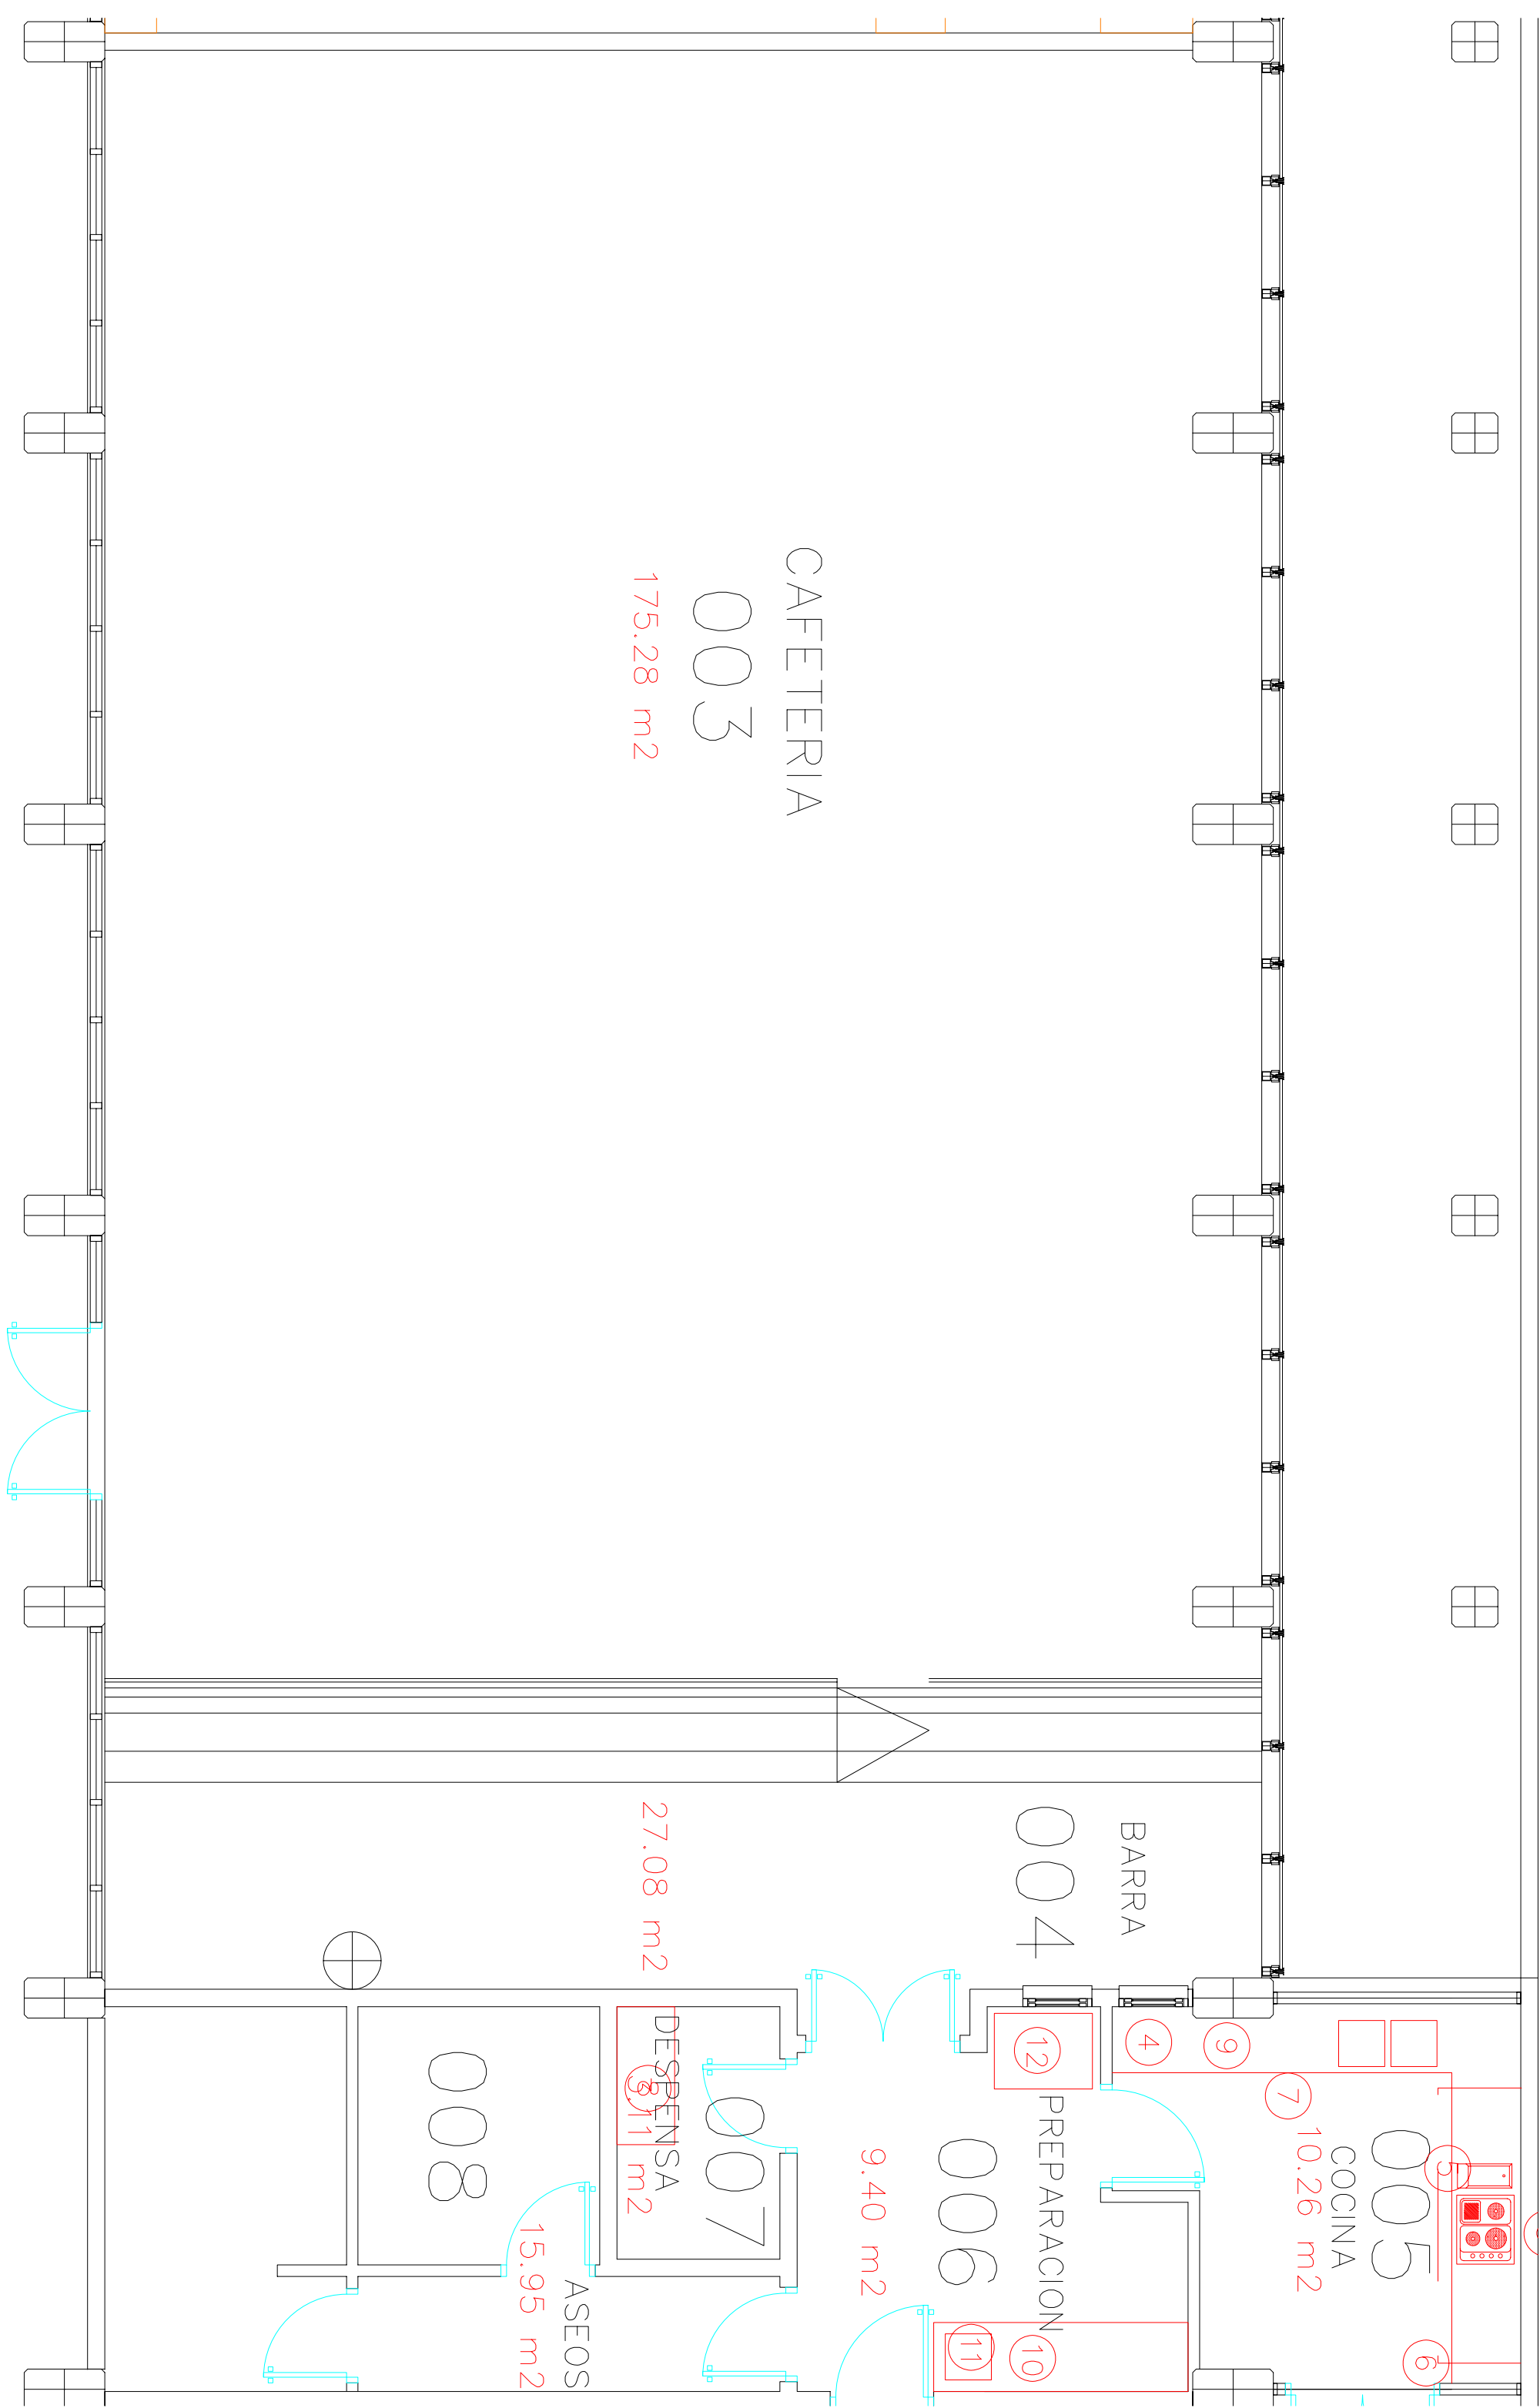 CAFETERIA
003
175.28 m2
BARRA
004
27.08 m2
005
COCINA
10.26 m2
4
9
7
5
6
PREPARACION
006
9.40 m2
12
11
10
007
DESPENSA
.11 m2
008
ASEOS
15.95 m2